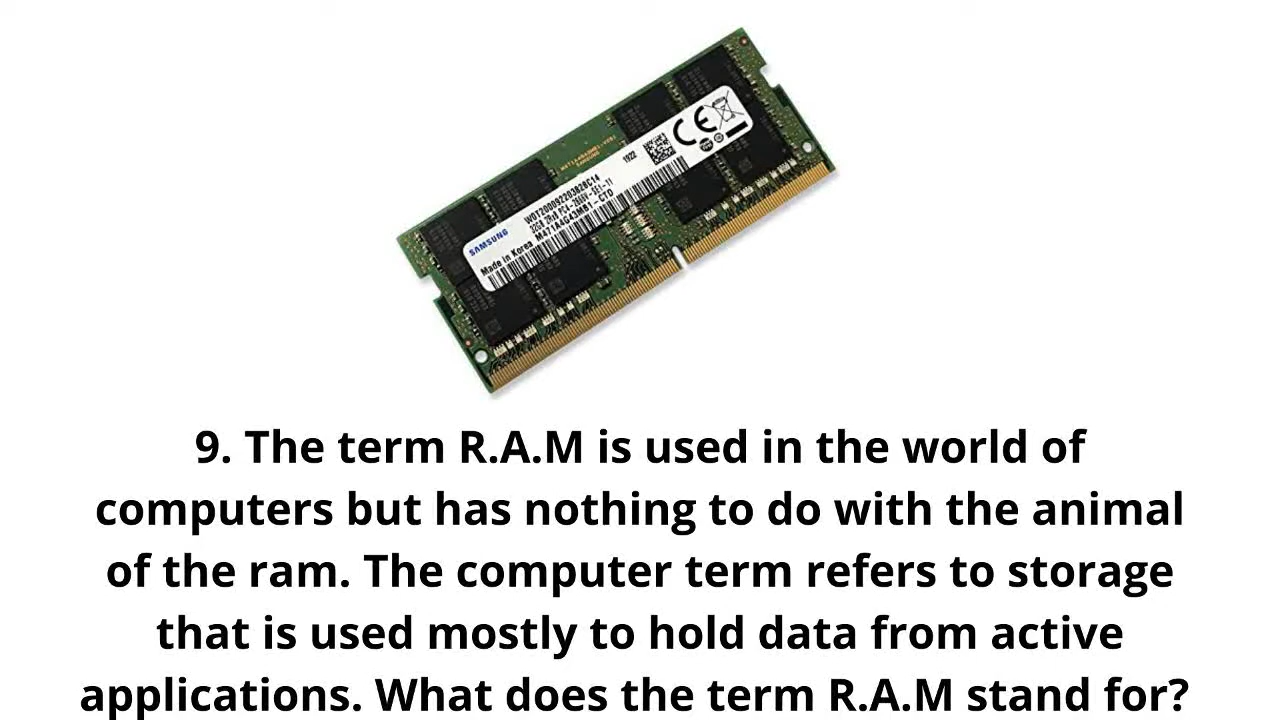 SAMSUNG
Made in Korea
1922
CE
9. The term R.A.M is used in the world of
computers but has nothing to do with the animal
of the ram. The computer term refers to storage
that is used mostly to hold data from active
applications. What does the term R.A.M stand for?